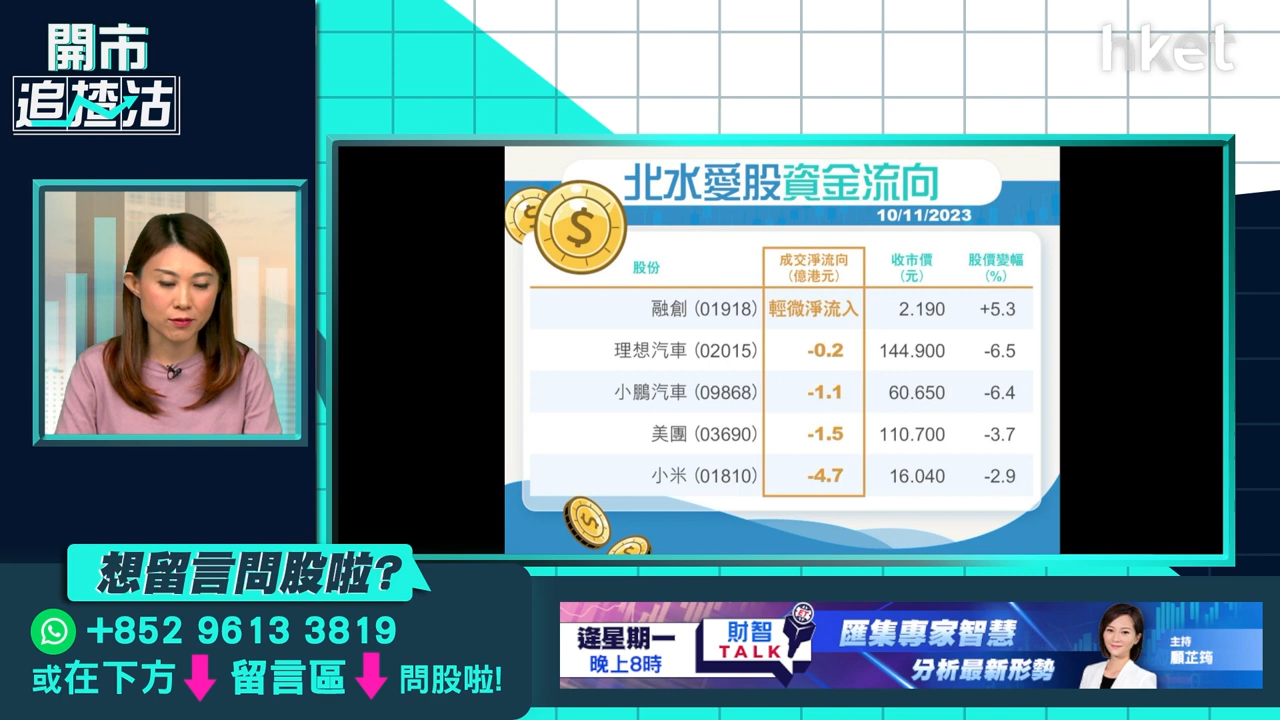 開市
追揸沽
hket
北水愛股資金流向
10/11/2023
股份 成交淨流向(億港元) 收市價(元) 股價變幅(%)
融創 (01918) 輕微淨流入 2.190 +5.3
理想汽車 (02015) -0.2 144.900 -6.5
小鵬汽車 (09868) -1.1 60.650 -6.4
美團 (03690) -1.5 110.700 -3.7
小米 (01810) -4.7 16.040 -2.9
想留言問股啦?
+852 9613 3819
或在下方 留言區 問股啦!
逢星期一
晚上8時
財智
TALK
匯集專家智慧
分析最新形勢
主持
顧芷筠